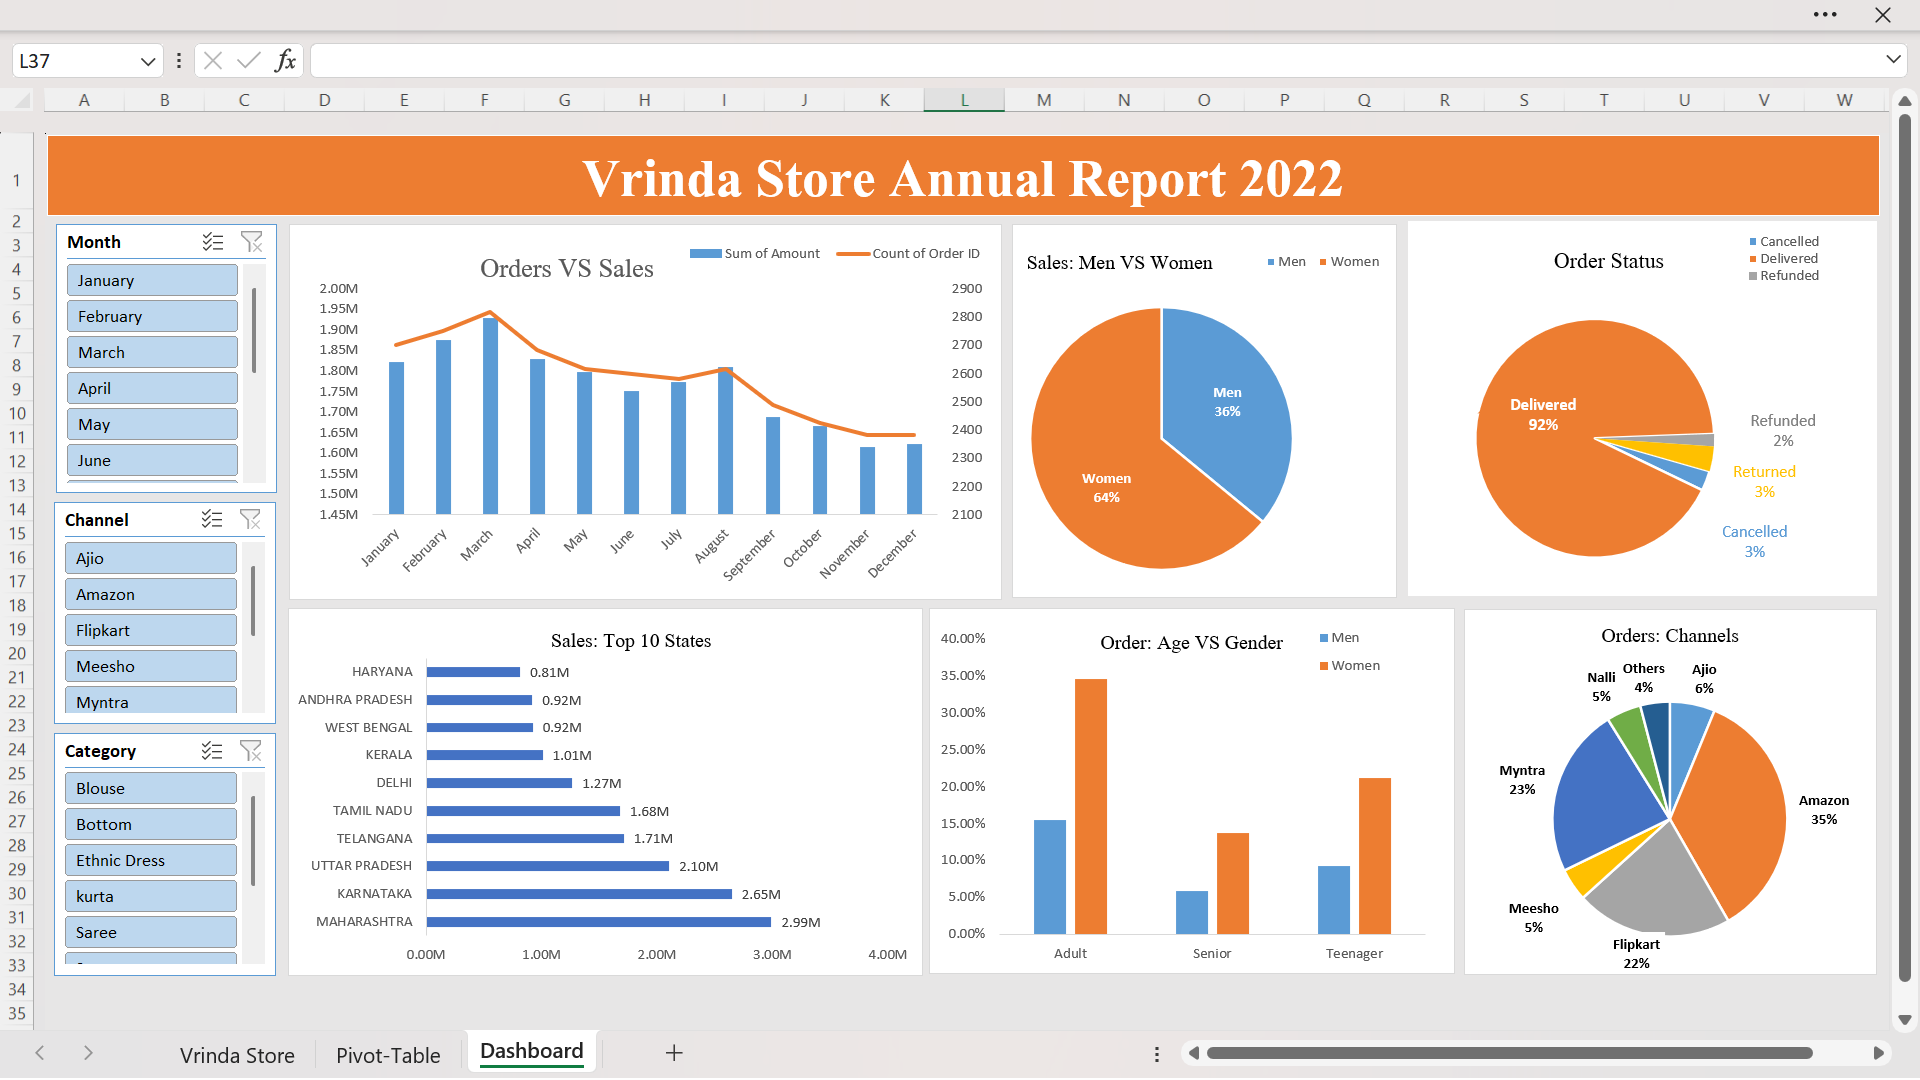 L37
fx
A B C D E F G H I J K L M N O P Q R S T U V W
1
2
3
4
5
6
7
8
9
10
11
12
13
14
15
16
17
18
19
20
21
22
23
24
25
26
27
28
29
30
31
32
33
34
35
Vrinda Store Annual Report 2022
Month
January
February
March
April
May
June
Channel
Ajio
Amazon
Flipkart
Meesho
Myntra
Category
Blouse
Bottom
Ethnic Dress
kurta
Saree
Orders VS Sales
Sum of Amount
Count of Order ID
2.00M
1.95M
1.90M
1.85M
1.80M
1.75M
1.70M
1.65M
1.60M
1.55M
1.50M
1.45M
2900
2800
2700
2600
2500
2400
2300
2200
2100
January
February
March
April
May
June
July
August
September
October
November
December
Sales: Men VS Women
Men
Women
Men
36%
Women
64%
Order Status
Cancelled
Delivered
Refunded
Delivered
92%
Refunded
2%
Returned
3%
Cancelled
3%
Sales: Top 10 States
HARYANA 0.81M
ANDHRA PRADESH 0.92M
WEST BENGAL 0.92M
KERALA 1.01M
DELHI 1.27M
TAMIL NADU 1.68M
TELANGANA 1.71M
UTTAR PRADESH 2.10M
KARNATAKA 2.65M
MAHARASHTRA 2.99M
0.00M 1.00M 2.00M 3.00M 4.00M
Order: Age VS Gender
Men
Women
40.00%
35.00%
30.00%
25.00%
20.00%
15.00%
10.00%
5.00%
0.00%
Adult Senior Teenager
Orders: Channels
Nalli
5%
Others
4%
Ajio
6%
Myntra
23%
Amazon
35%
Meesho
5%
Flipkart
22%
Vrinda Store
Pivot-Table
Dashboard